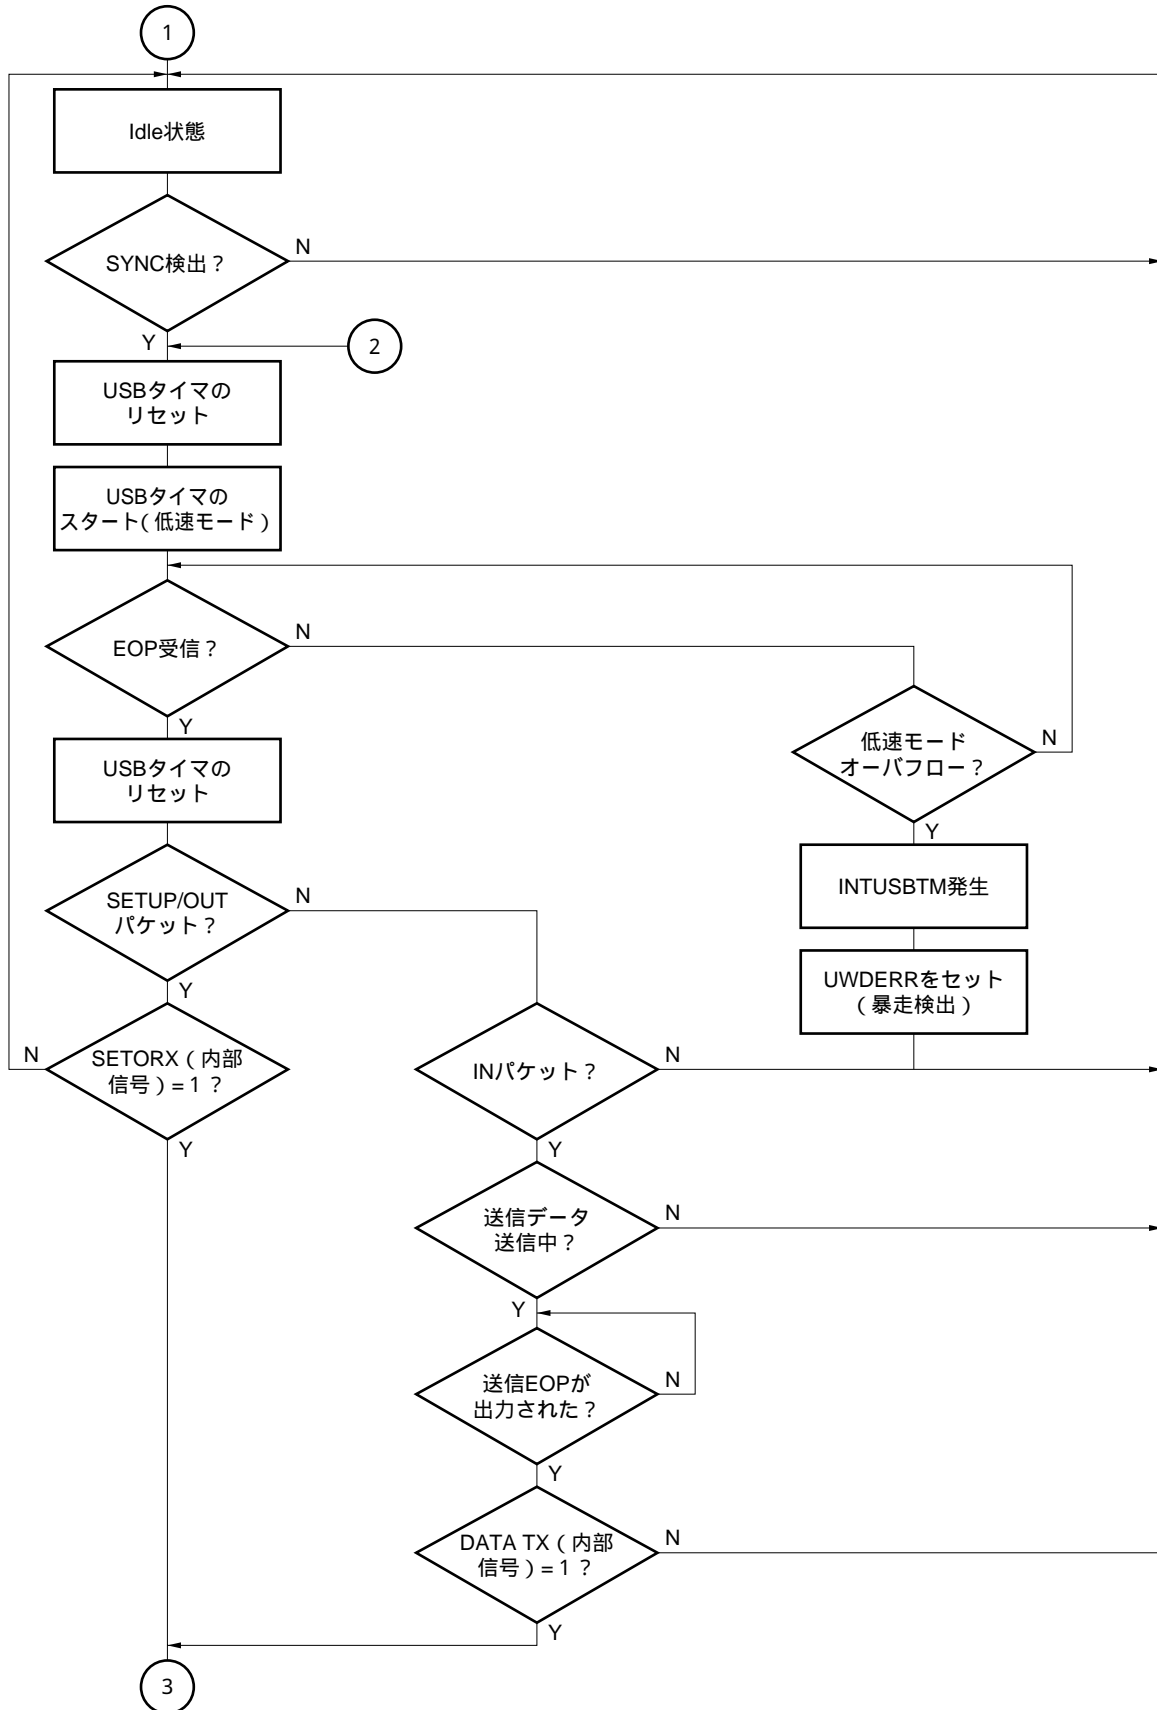 1
Idle状態
SYNC検出？
N
Y
2
USBタイマの
リセット
USBタイマの
スタート（低速モード）
EOP受信？
N
Y
低速モード
オーバフロー？
N
Y
USBタイマの
リセット
INTUSBTM発生
SETUP/OUT
パケット？
N
Y
UWDERRをセット
（暴走検出）
SETORX（内部
信号）=1？
N
Y
INパケット？
N
Y
送信データ
送信中？
N
Y
送信EOPが
出力された？
N
Y
DATA TX（内部
信号）=1？
N
Y
3